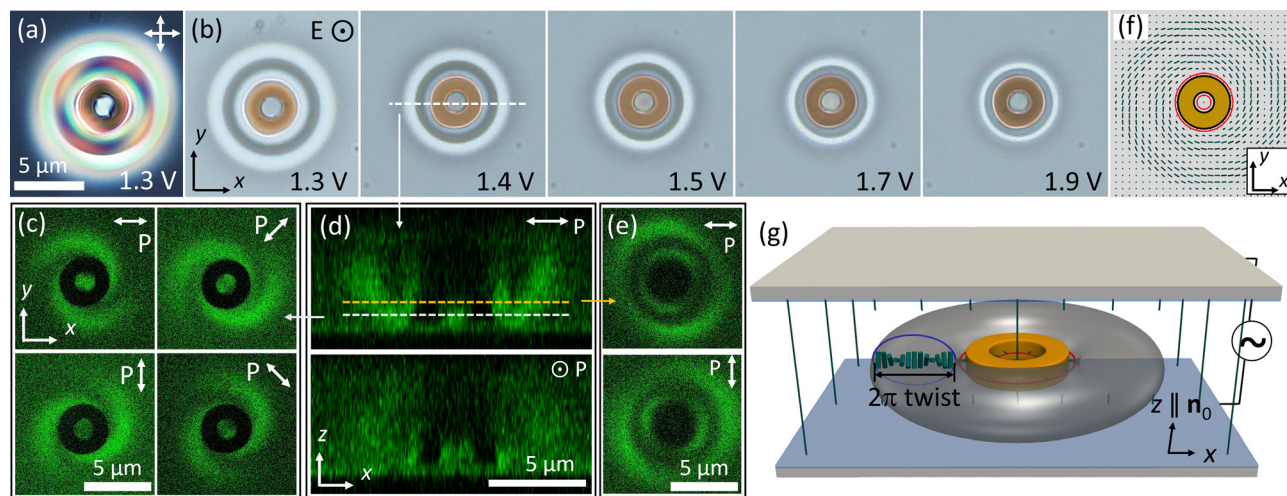 (a)
5 μm
1.3 V
(b)
E
y
x
1.3 V
1.4 V
1.5 V
1.7 V
1.9 V
(f)
y
x
(c)
P
P
y
x
P
P
5 μm
(d)
P
P
z
x
5 μm
(e)
P
P
5 μm
(g)
2π twist
z ∥ n₀
x